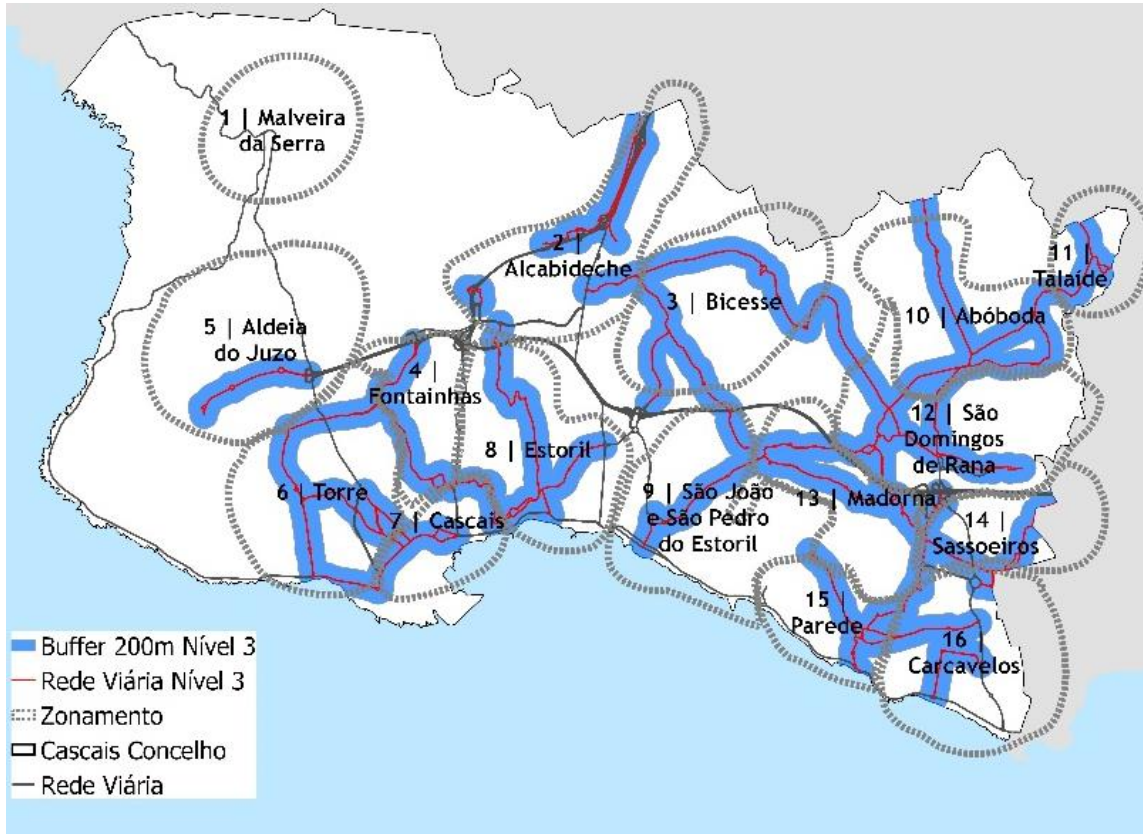 1 | Malveira
da Serra
2 |
Alcabideche
3 | Bicesse
11 |
Talaíde
10 | Abóboda
5 | Aldeia
do Juzo
4 |
Fontainhas
12 | São
Domingos
de Rana
8 | Estoril
6 | Torre
7 | Cascais
9 | São João
e São Pedro
do Estoril
13 | Madorna
14 |
Sassoeiros
15 |
Parede
16 |
Carcavelos
Buffer 200m Nível 3
Rede Viária Nível 3
Zonamento
Cascais Concelho
Rede Viária